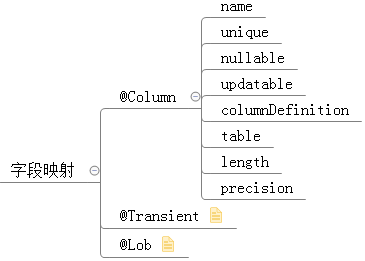 name
unique
nullable
updatable
@Column
columnDefinition
table
length
字段映射
precision
@Transient
@Lob